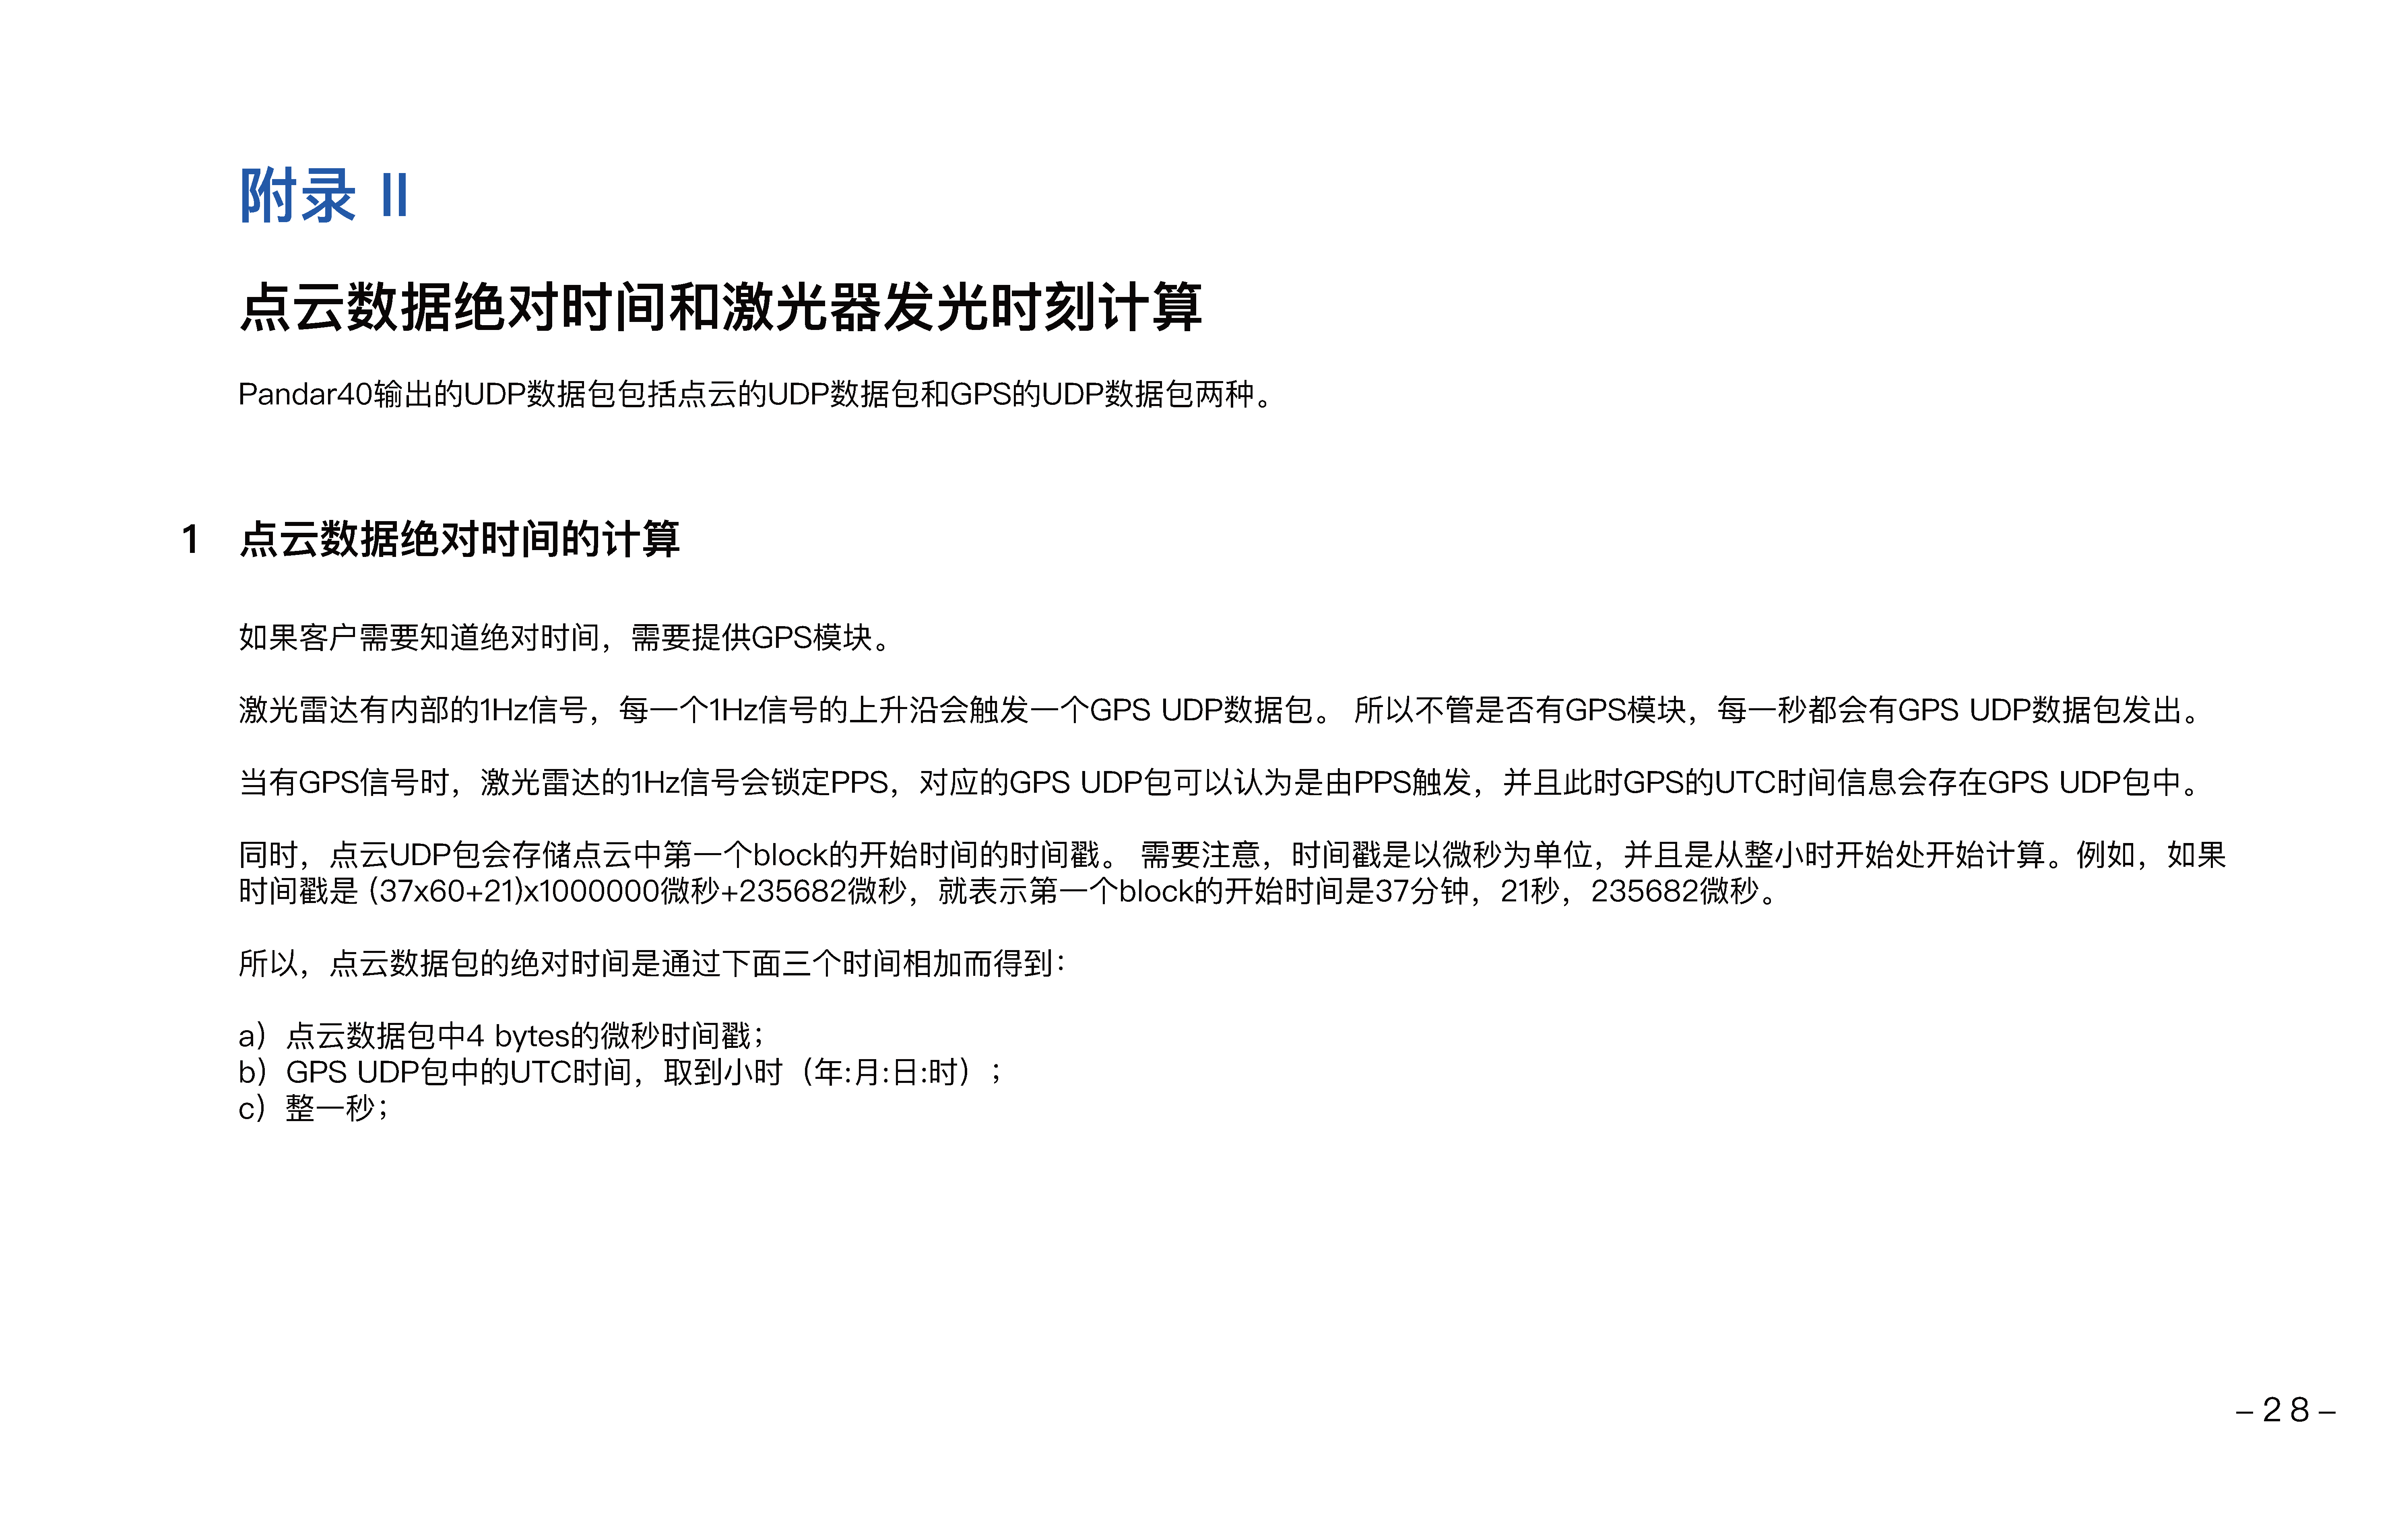 附录 II
点云数据绝对时间和激光器发光时刻计算
Pandar40输出的UDP数据包包括点云的UDP数据包和GPS的UDP数据包两种。
1 点云数据绝对时间的计算
如果客户需要知道绝对时间，需要提供GPS模块。
激光雷达有内部的1Hz信号，每一个1Hz信号的上升沿会触发一个GPS UDP数据包。 所以不管是否有GPS模块，每一秒都会有GPS UDP数据包发出。
当有GPS信号时，激光雷达的1Hz信号会锁定PPS，对应的GPS UDP包可以认为是由PPS触发，并且此时GPS的UTC时间信息会存在GPS UDP包中。
同时，点云UDP包会存储点云中第一个block的开始时间的时间戳。 需要注意，时间戳是以微秒为单位，并且是从整小时开始处开始计算。例如，如果
时间戳是 (37x60+21)x1000000微秒+235682微秒，就表示第一个block的开始时间是37分钟，21秒，235682微秒。
所以，点云数据包的绝对时间是通过下面三个时间相加而得到：
a）点云数据包中4 bytes的微秒时间戳；
b）GPS UDP包中的UTC时间，取到小时（年:月:日:时）；
c）整一秒；
–28–